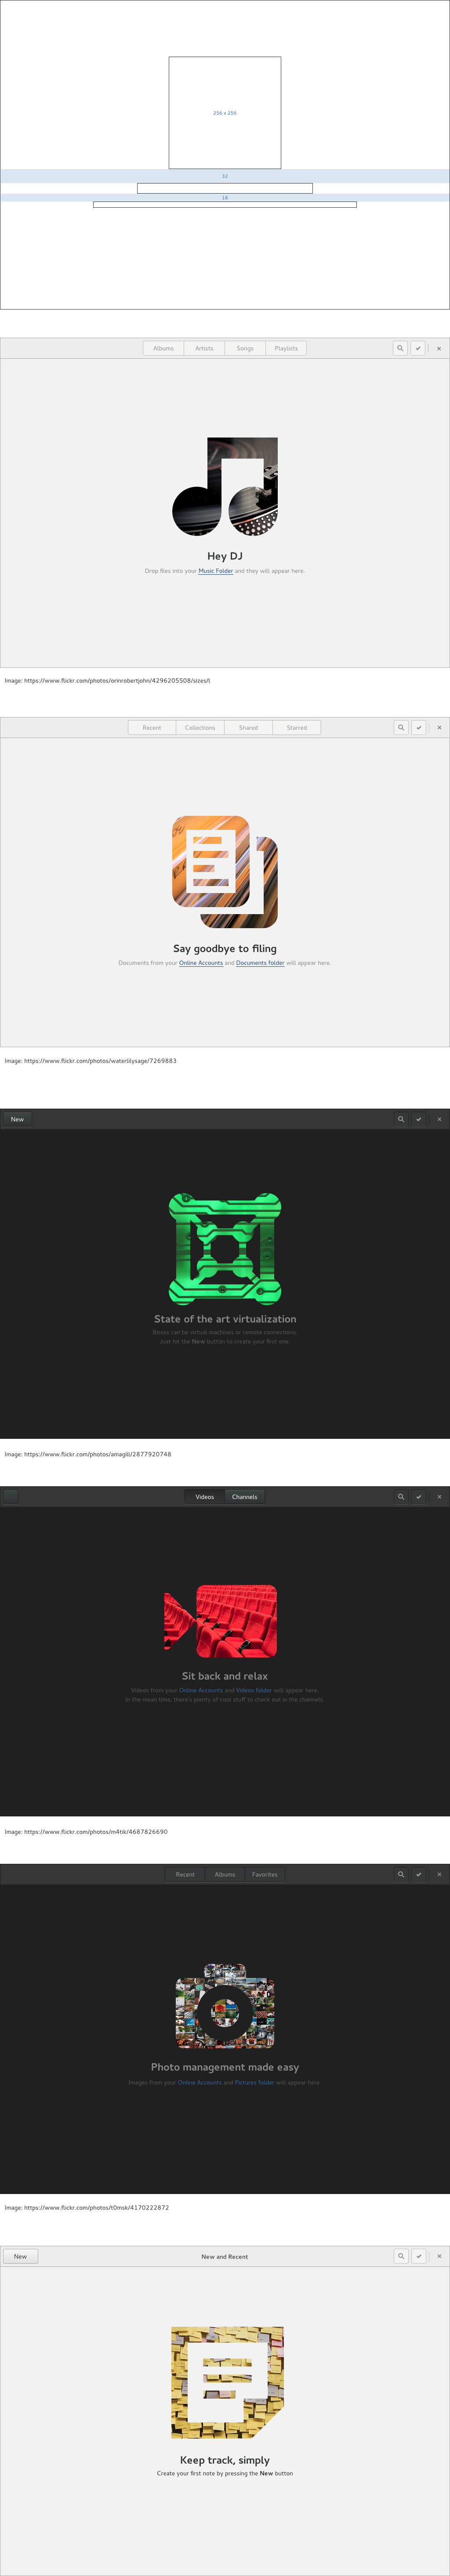 256 x 256
32
18
Albums Artists Songs Playlists
Hey DJ
Drop files into your Music Folder and they will appear here.
Image: https://www.flickr.com/photos/orinrobertjohn/4296205508/sizes/l
Recent Collections Shared Starred
Say goodbye to filing
Documents from your Online Accounts and Documents folder will appear here.
Image: https://www.flickr.com/photos/waterlilysage/7269883
New
State of the art virtualization
Boxes can be virtual machines or remote connections.
Just hit the New button to create your first one.
Image: https://www.flickr.com/photos/amagill/2877920748
Videos Channels
Sit back and relax
Videos from your Online Accounts and Videos folder will appear here.
In the mean time, there's plenty of cool stuff to check out in the channels.
Image: https://www.flickr.com/photos/m4tik/4687826690
Recent Albums Favorites
Photo management made easy
Images from your Online Accounts and Pictures folder will appear here.
Image: https://www.flickr.com/photos/t0msk/4170222872
New New and Recent
Keep track, simply
Create your first note by pressing the New button